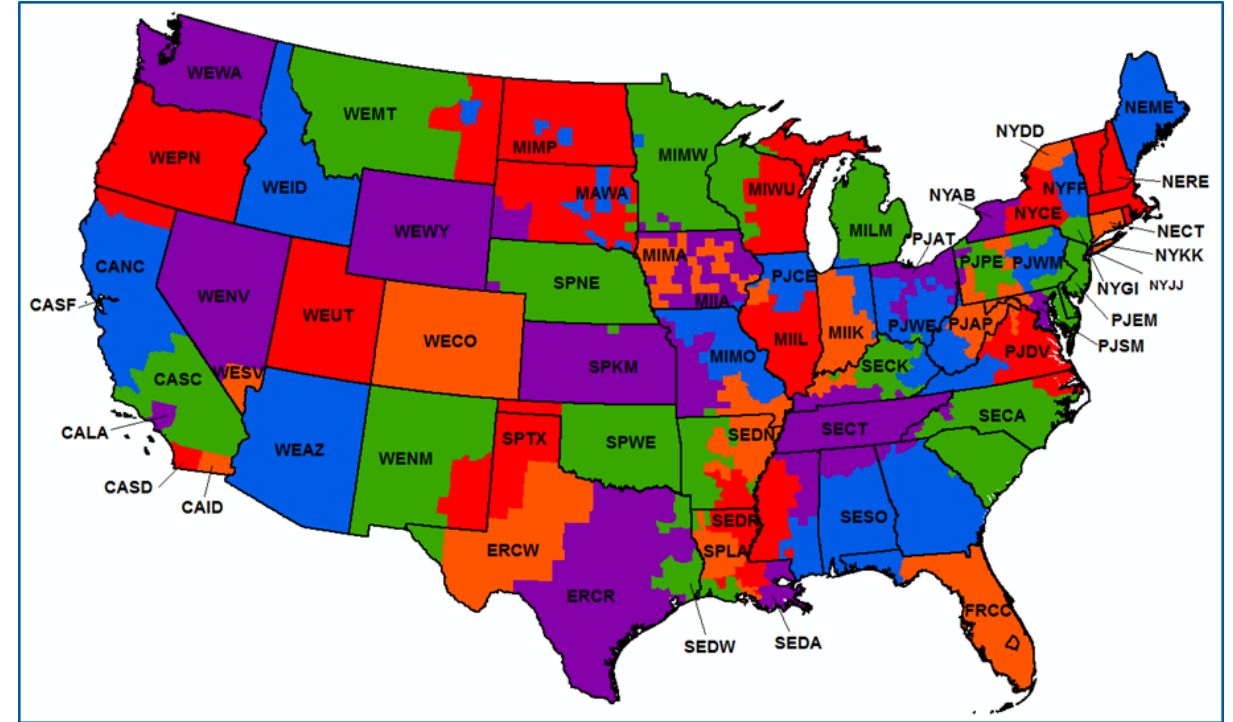 WEWA
NEME
WEMT
NYDD
MIMP
MIMW
WEPN
NERE
WEID
MAWA
MIWU
NYFF
NYAB
NYCE
WEWY
MILM
NECT
PJAT
NYKK
MIMA
PJPE
PJWM
CANC
PJCE
SPNE
NYGI
NYJJ
MIIA
CASF
WENV
WEUT
PJEM
PJWE
PJAP
MIIL
MIIK
WECO
PJSM
PJDV
MIMO
SPKM
SECK
WESV
CASC
SECA
SECT
CALA
SEDN
SPTX
SPWE
WEAZ
WENM
CASD
CAID
SESO
SEDR
ERCW
SPLA
ERCR
FRCC
SEDW
SEDA